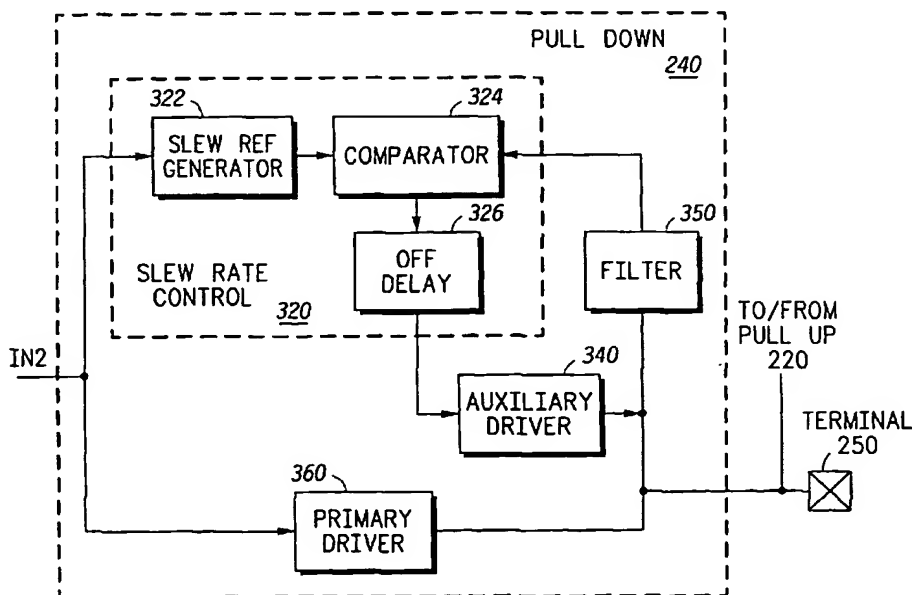 PULL DOWN
240
322
SLEW REF
GENERATOR
324
COMPARATOR
326
OFF
DELAY
350
FILTER
SLEW RATE
CONTROL
320
TO/FROM
PULL UP
220
IN2
340
AUXILIARY
DRIVER
TERMINAL
250
360
PRIMARY
DRIVER